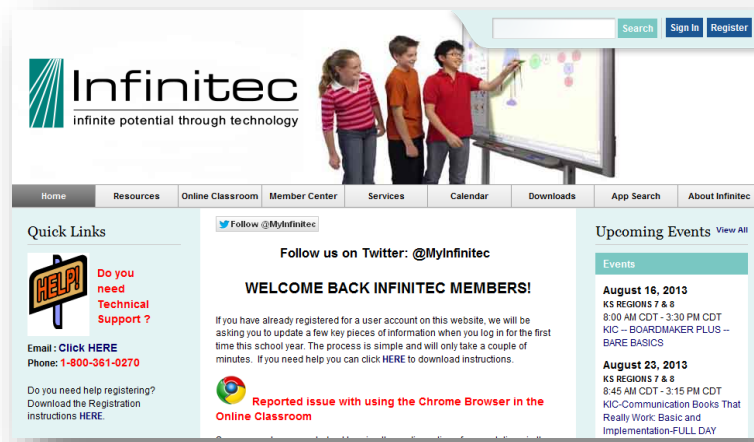 Search
Sign In
Register
Infinitec
infinite potential through technology
Home
Resources
Online Classroom
Member Center
Services
Calendar
Downloads
App Search
About Infinitec
Quick Links
HELP!
Do you
need
Technical
Support ?
Email : Click HERE
Phone: 1-800-361-0270
Do you need help registering?
Download the Registration
instructions HERE.
Follow @MyInfinitec
Follow us on Twitter: @MyInfinitec
WELCOME BACK INFINITEC MEMBERS!
If you have already registered for a user account on this website, we will be
asking you to update a few key pieces of information when you log in for the first
time this school year. The process is simple and will only take a couple of
minutes. If you need help you can click HERE to download instructions.
Reported issue with using the Chrome Browser in the
Online Classroom
Upcoming Events View All
Events
August 16, 2013
KS REGIONS 7 & 8
8:00 AM CDT - 3:30 PM CDT
KIC -- BOARDMAKER PLUS --
BARE BASICS
August 23, 2013
KS REGIONS 7 & 8
8:45 AM CDT - 3:15 PM CDT
KIC-Communication Books That
Really Work: Basic and
Implementation-FULL DAY